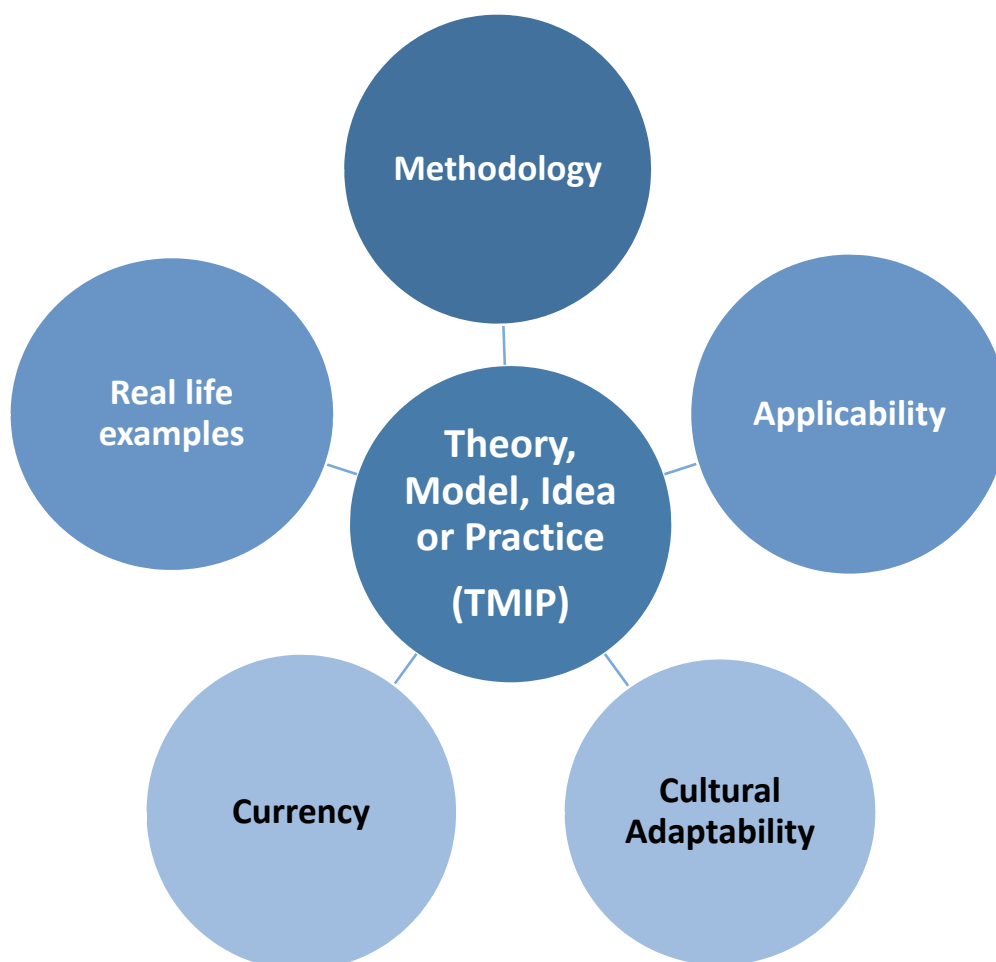 Methodology
Real life
examples
Applicability
Theory,
Model, Idea
or Practice
(TMIP)
Currency
Cultural
Adaptability